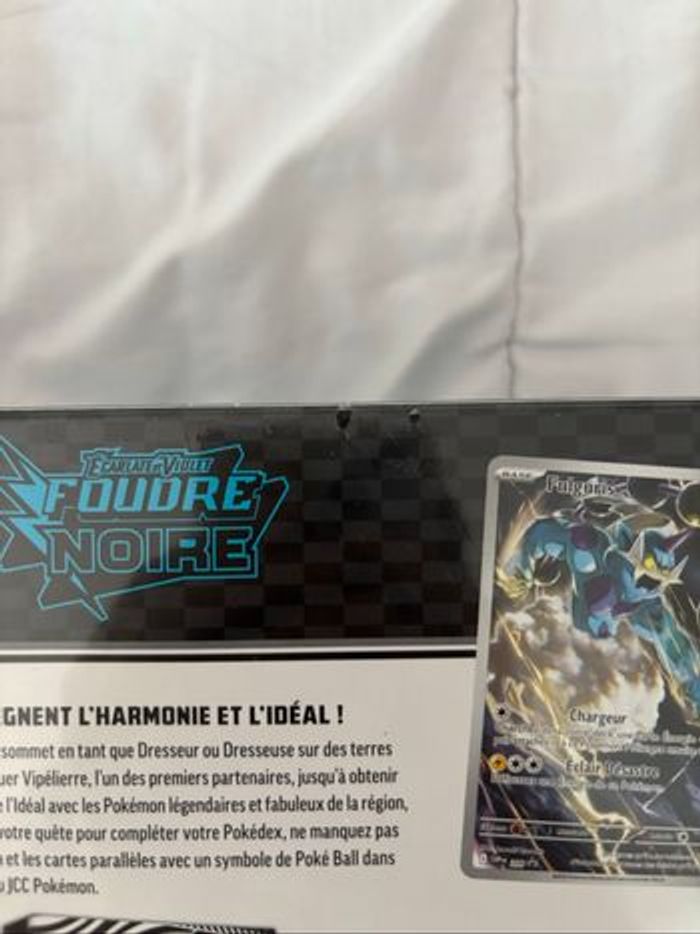 ÉCARLATE ET VIOLET
FOUDRE
NOIRE
GNENT L'HARMONIE ET L'IDÉAL !
sommet en tant que Dresseur ou Dresseuse sur des terres
uer Vipélierre, l'un des premiers partenaires, jusqu'à obtenir
e l'Idéal avec les Pokémon légendaires et fabuleux de la région,
votre quête pour compléter votre Pokédex, ne manquez pas
et les cartes parallèles avec un symbole de Poké Ball dans
u JCC Pokémon.
BASE
Fulguris
Chargeur
Éclair Désastre